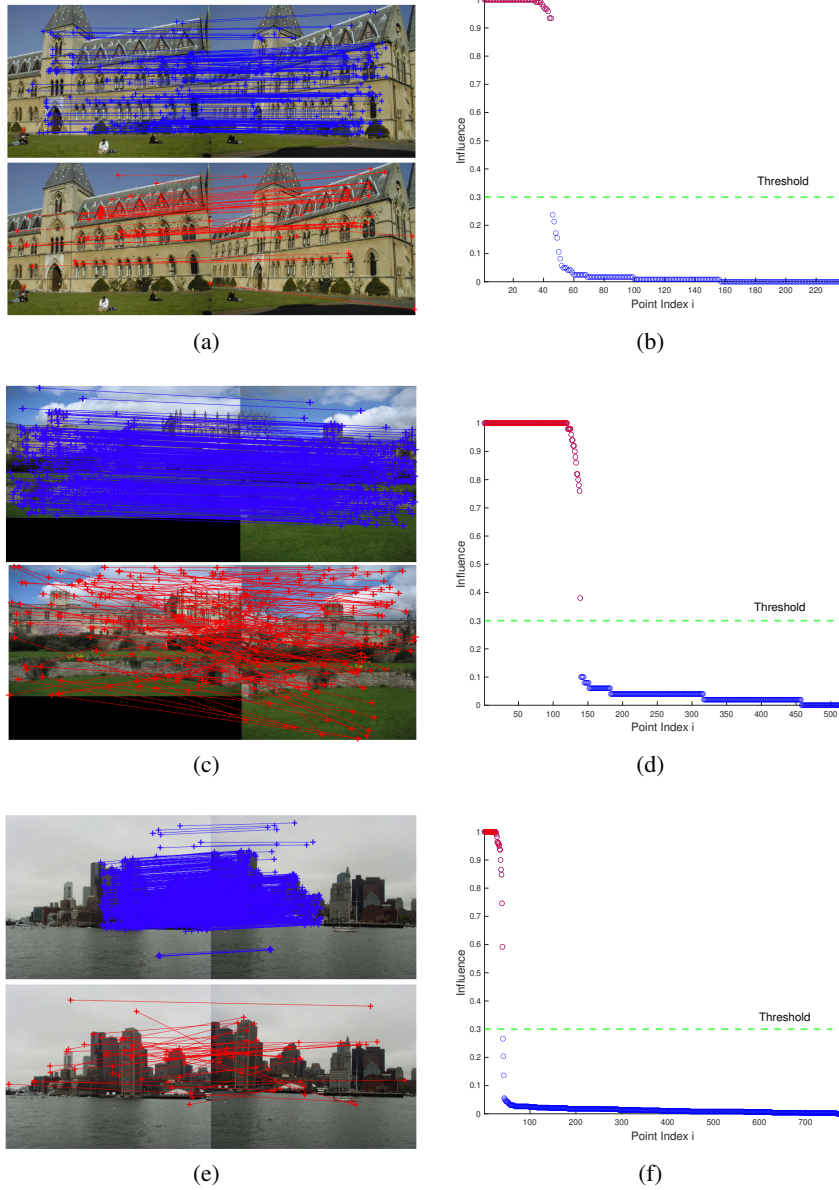 1
0.9
0.8
0.7
0.6
0.5
0.4
0.3
0.2
0.1
0
Influence
Threshold
20 40 60 80 100 120 140 160 180 200 220
Point Index i
(a) (b)
1
0.9
0.8
0.7
0.6
0.5
0.4
0.3
0.2
0.1
0
Influence
Threshold
50 100 150 200 250 300 350 400 450 500
Point Index i
(c) (d)
1
0.9
0.8
0.7
0.6
0.5
0.4
0.3
0.2
0.1
0
Influence
Threshold
100 200 300 400 500 600 700
Point Index i
(e) (f)